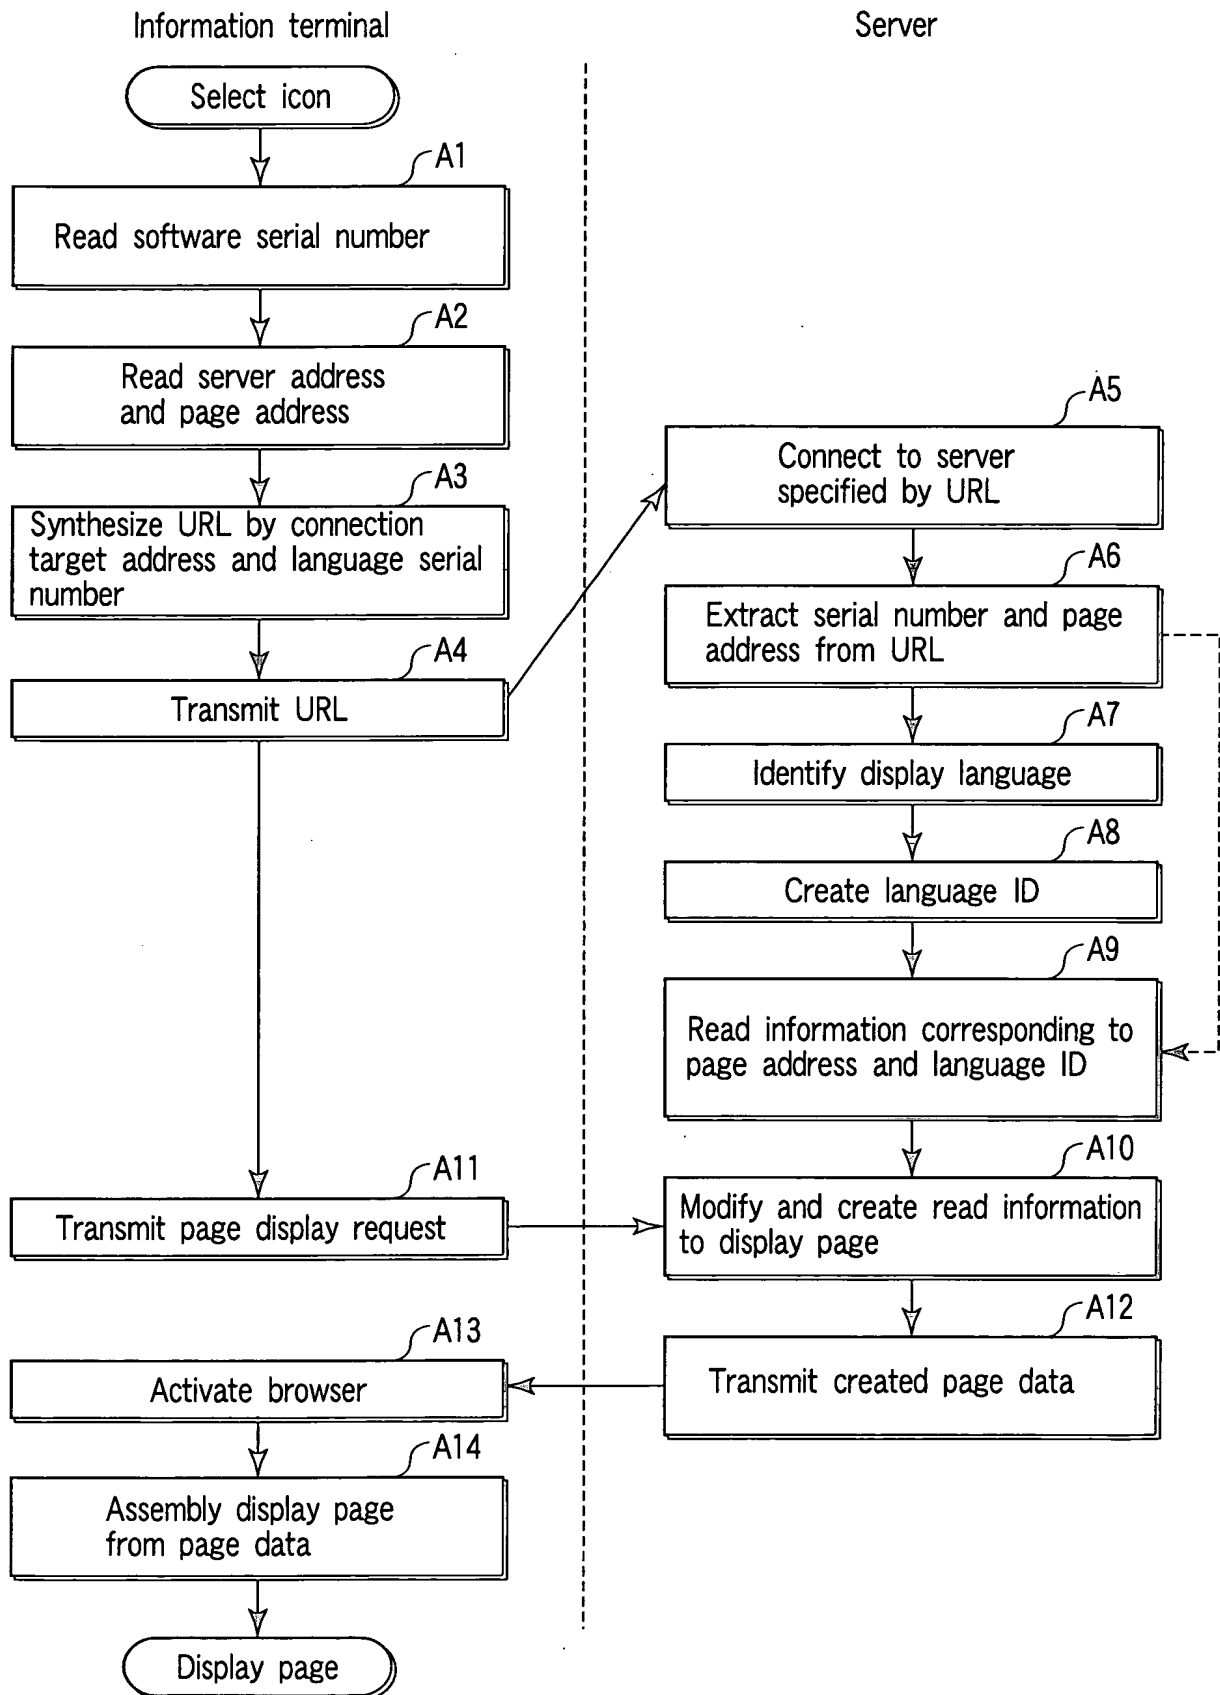 Information terminal
Server
Select icon
A1
Read software serial number
A2
Read server address
and page address
A3
Synthesize URL by connection
target address and language serial
number
A4
Transmit URL
A5
Connect to server
specified by URL
A6
Extract serial number and page
address from URL
A7
Identify display language
A8
Create language ID
A9
Read information corresponding to
page address and language ID
A11
Transmit page display request
A10
Modify and create read information
to display page
A12
Transmit created page data
A13
Activate browser
A14
Assembly display page
from page data
Display page